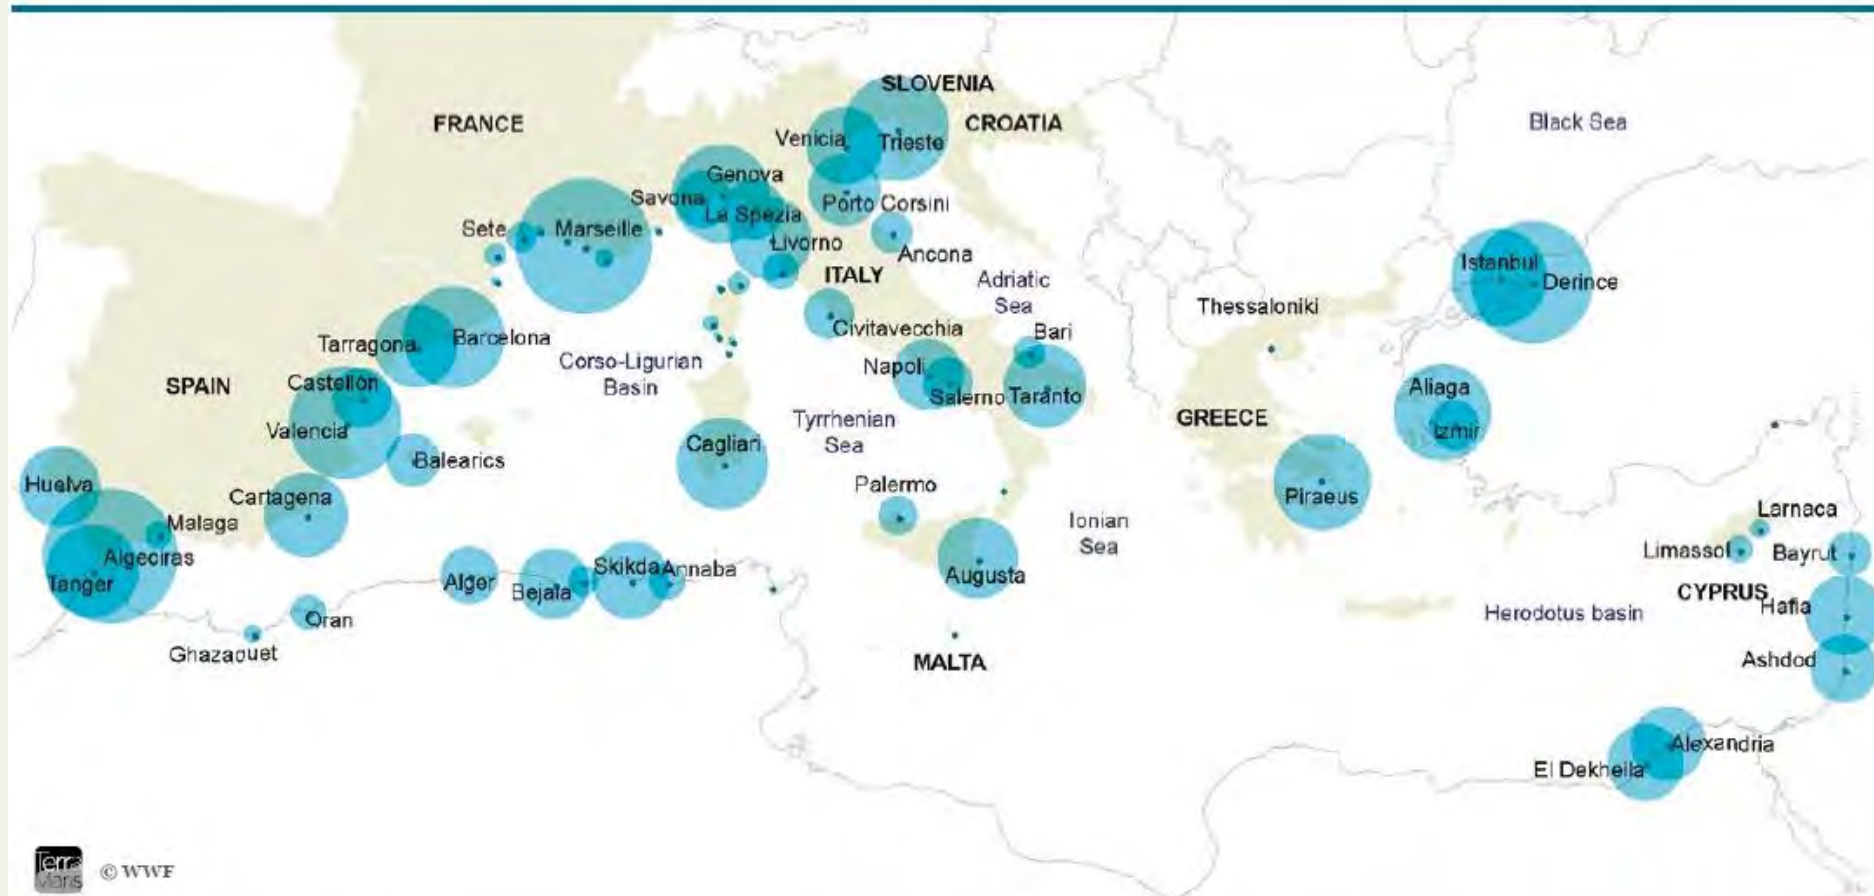 SLOVENIA
FRANCE
CROATIA
Black Sea
Venicia
Trieste
Genova
Savona
Porto Corsini
La Spezia
Sete
Marseille
Livorno
Ancona
ITALY
Istanbul
Derince
Adriatic
Sea
Thessaloniki
Civitavecchia
Bari
Tarragona
Barcelona
Corso-Ligurian
Basin
Napoli
SPAIN
Castellón
Salerno
Taranto
Aliaga
Tyrrhenian
Sea
GREECE
Valencia
Izmir
Cagliari
Balearics
Huelva
Cartagena
Palermo
Piraeus
Malaga
Ionian
Sea
Larnaca
Algeciras
Limassol
Bayrut
Tanger
Alger
Bejaïa
Skikda
Annaba
Augusta
CYPRUS
Hafia
Oran
Herodotus basin
Ghazaouet
MALTA
Ashdod
Alexandria
El Dekheila
Terra
Maris
© WWF